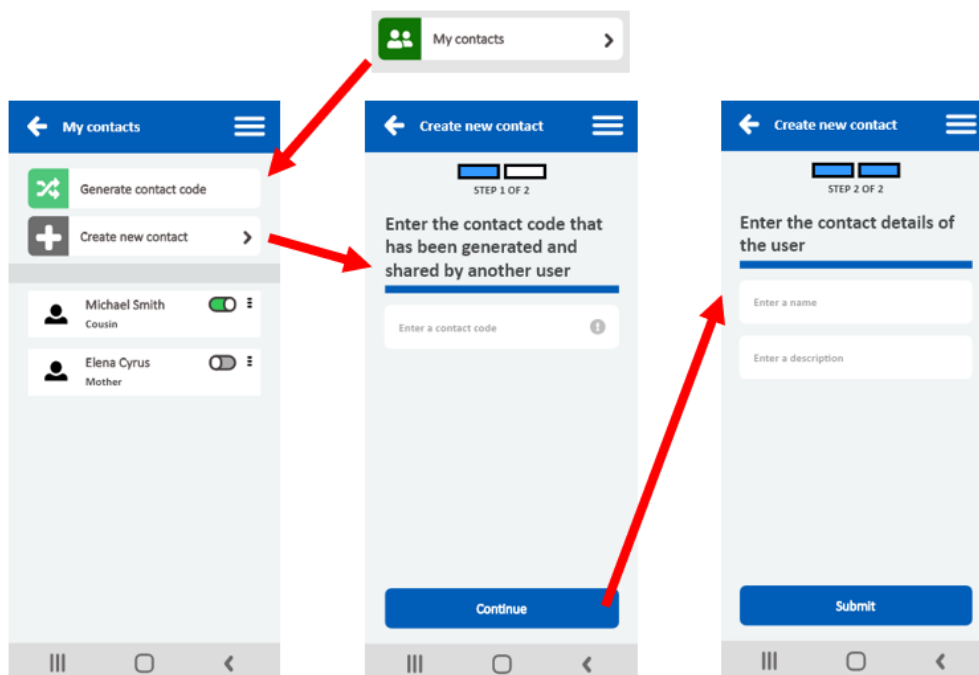 My contacts
My contacts
Generate contact code
Create new contact
Michael Smith
Cousin
Elena Cyrus
Mother
Create new contact
STEP 1 OF 2
Enter the contact code that
has been generated and
shared by another user
Enter a contact code
Continue
Create new contact
STEP 2 OF 2
Enter the contact details of
the user
Enter a name
Enter a description
Submit